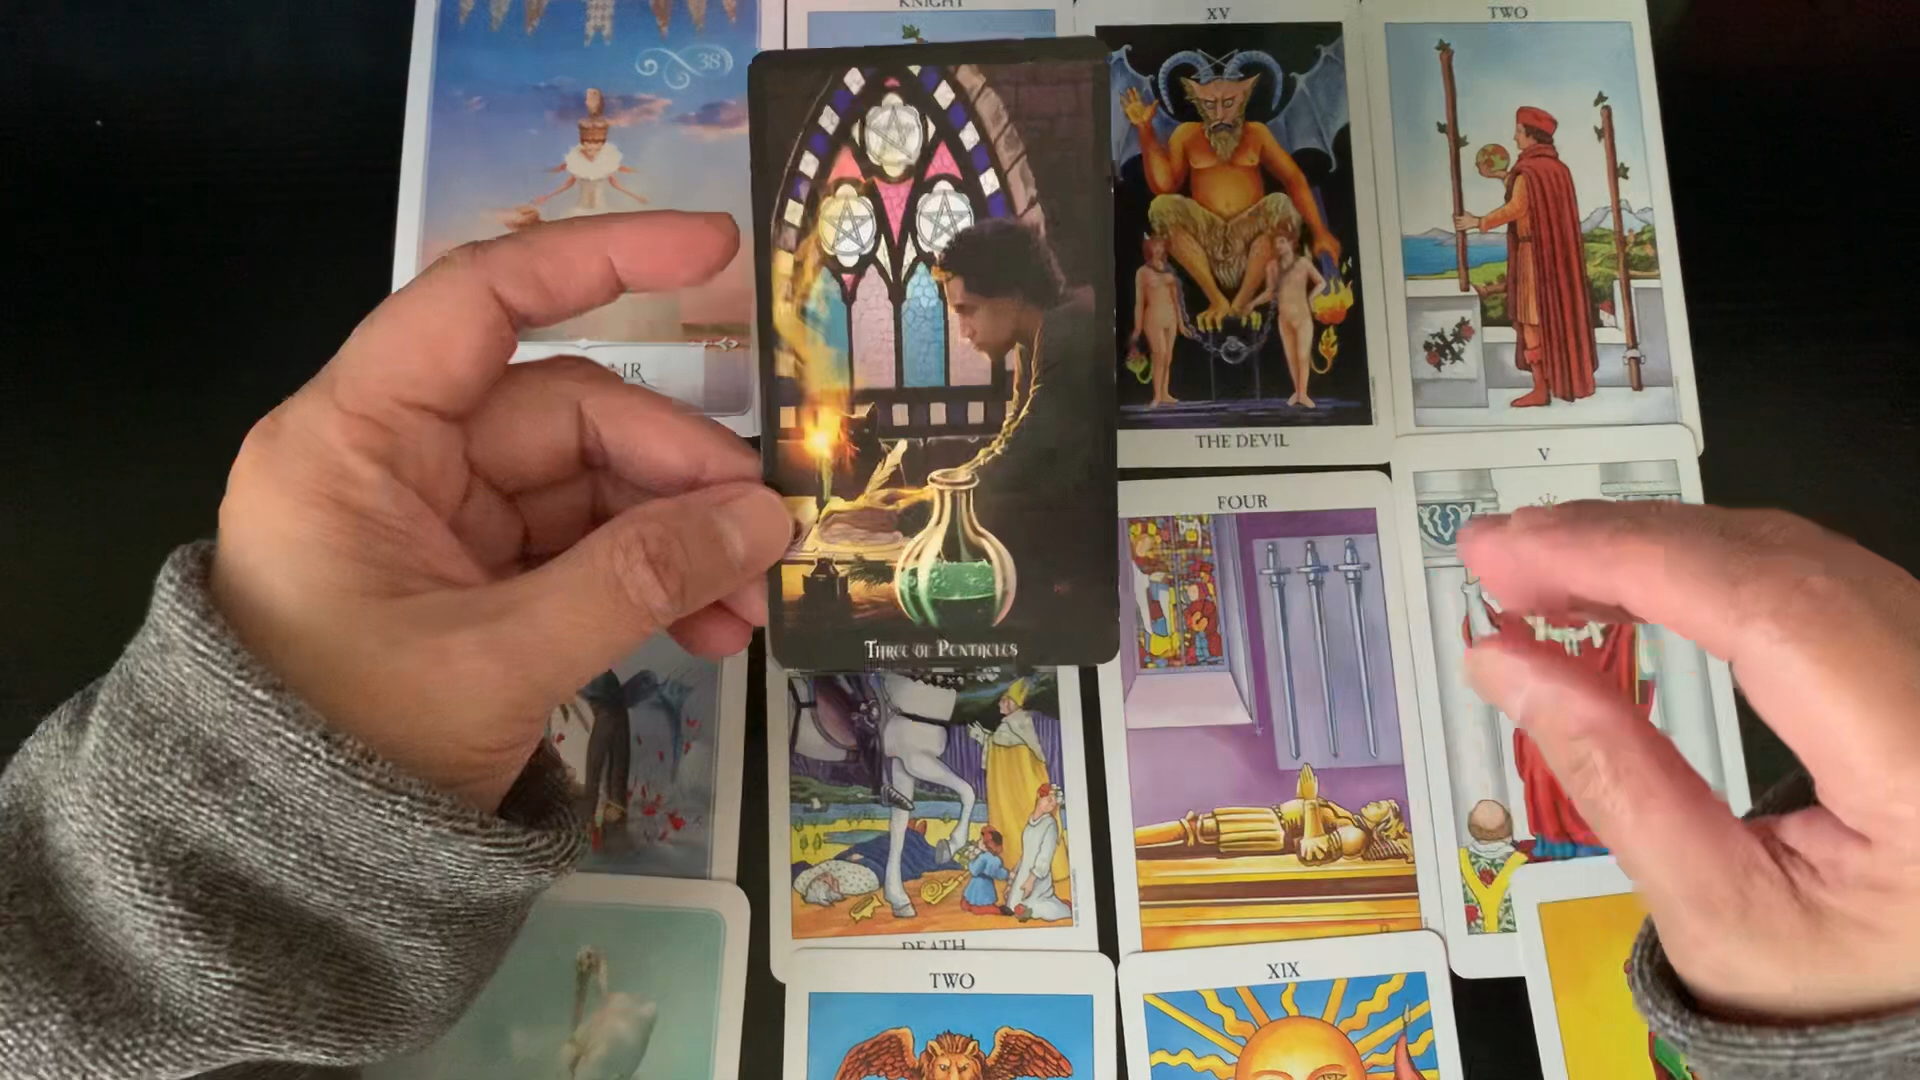 KNIGHT
XV
TWO
38
THREE OF PENTACLES
THE DEVIL
FOUR
V
DEATH
TWO
XIX